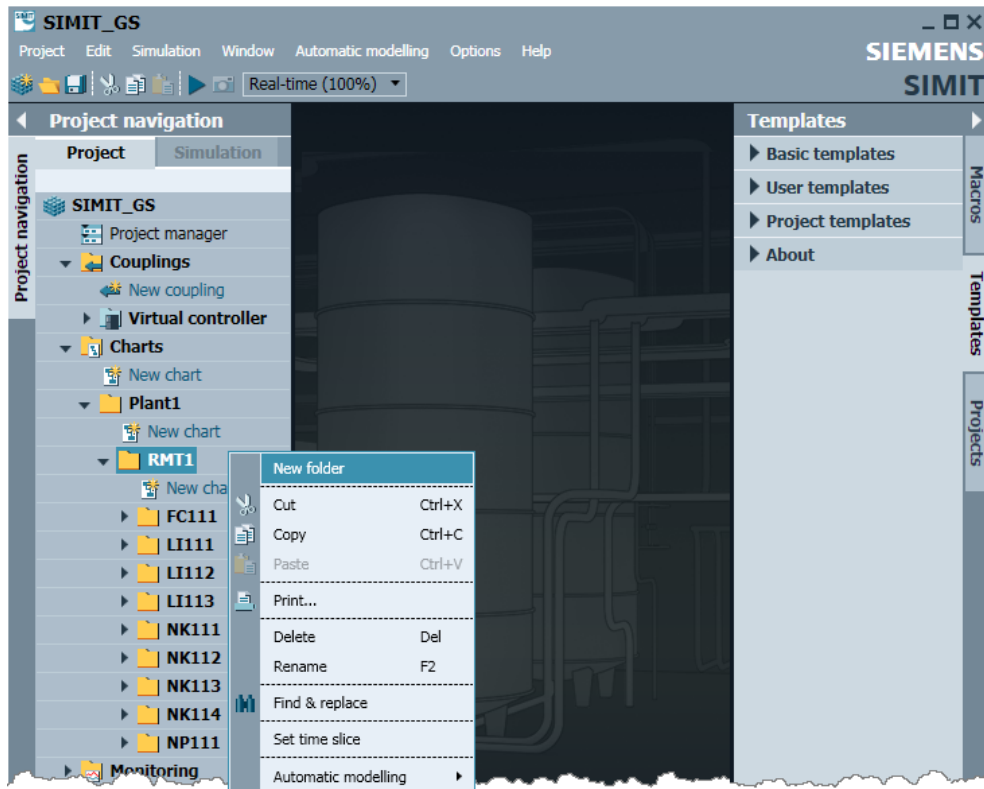 SIMIT_GS
Project Edit Simulation Window Automatic modelling Options Help
SIEMENS
SIMIT
Real-time (100%)
Project navigation
Project Simulation
Project navigation
SIMIT_GS
Project manager
Couplings
New coupling
Virtual controller
Charts
New chart
Plant1
New chart
RMT1
New cha
FC111
LI111
LI112
LI113
NK111
NK112
NK113
NK114
NP111
Monitoring
New folder
Cut Ctrl+X
Copy Ctrl+C
Paste Ctrl+V
Print...
Delete Del
Rename F2
Find & replace
Set time slice
Automatic modelling
Templates
Basic templates
User templates
Project templates
About
Macros
Templates
Projects